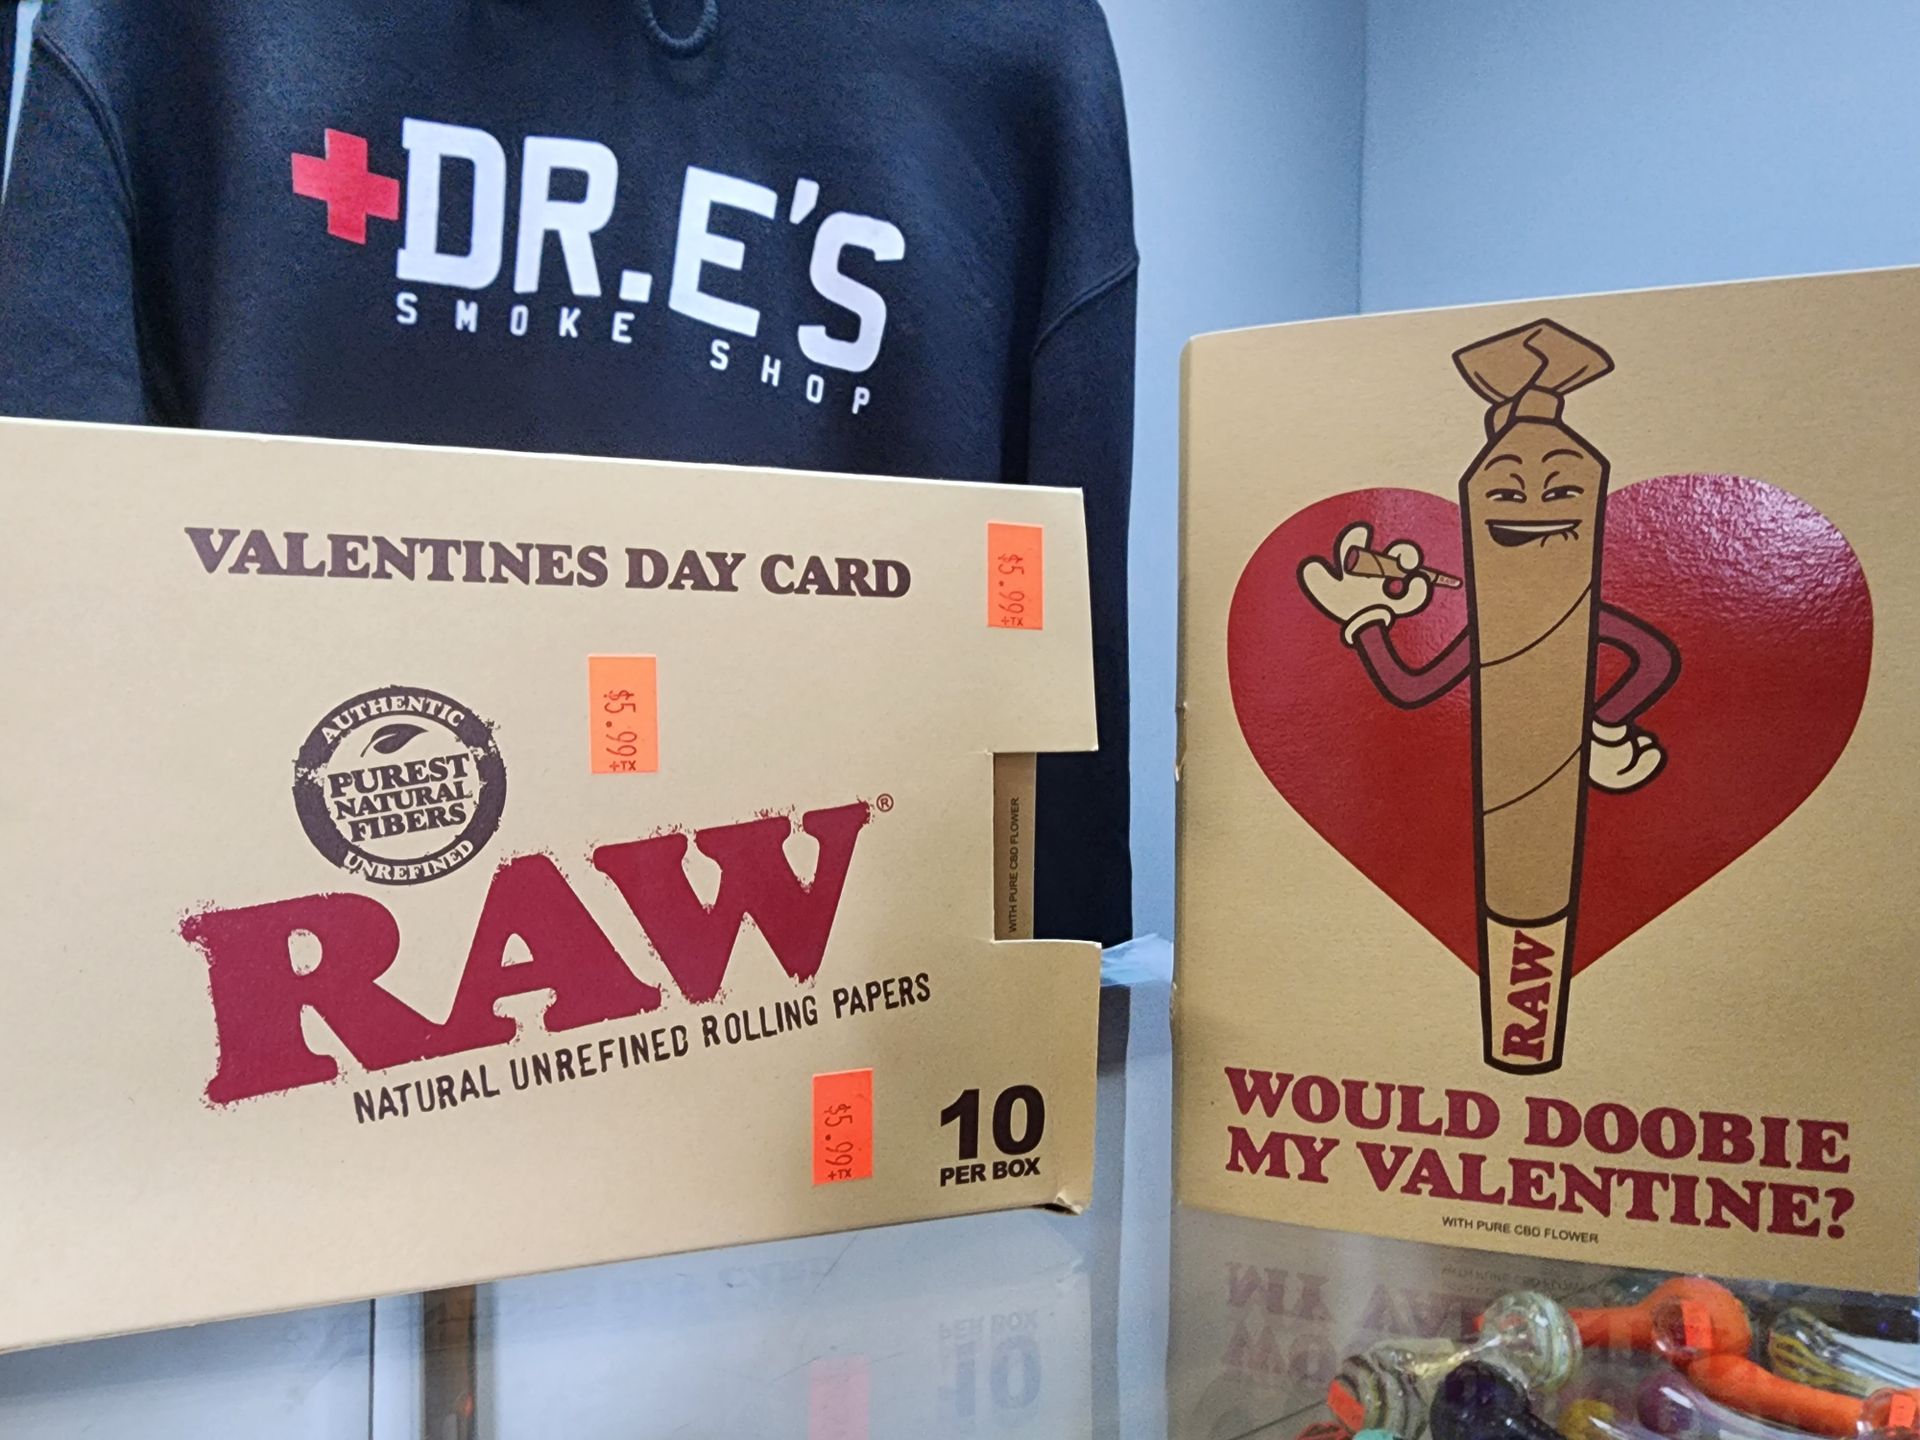 DR.E'S
SMOKE SHOP
VALENTINES DAY CARD
$5.99
+TX
$5.99
+TX
AUTHENTIC
PUREST
NATURAL
FIBERS
UNREFINED
RAW®
NATURAL UNREFINED ROLLING PAPERS
$5.99
+TX
10
PER BOX
WITH PURE CBD FLOWER
RAW
RAW
WOULD DOOBIE
MY VALENTINE?
WITH PURE CBD FLOWER